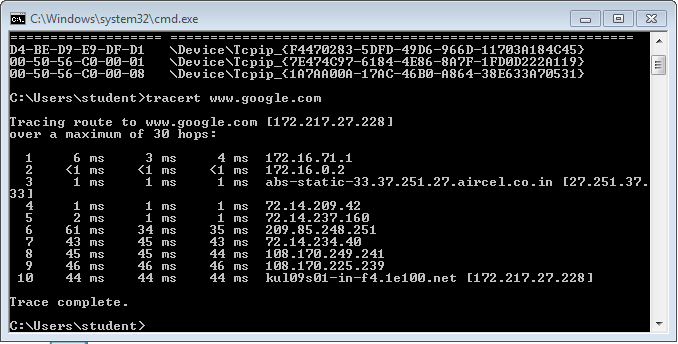 C:\Windows\system32\cmd.exe
=================== ==========================================================
D4-BE-D9-E9-DF-D1   \Device\Tcpip_{F4470283-5DFD-49D6-966D-11703A184C45}
00-50-56-C0-00-01   \Device\Tcpip_{7E474C97-6184-4E86-8A7F-1FD0D222A119}
00-50-56-C0-00-08   \Device\Tcpip_{1A7AA00A-17AC-46B0-A864-38E633A70531}
C:\Users\student>tracert www.google.com
Tracing route to www.google.com [172.217.27.228]
over a maximum of 30 hops:
  1     6 ms     3 ms     4 ms  172.16.71.1
  2    <1 ms    <1 ms    <1 ms  172.16.0.2
  3     1 ms     1 ms     1 ms  abs-static-33.37.251.27.aircel.co.in [27.251.37.
33]
  4     1 ms     1 ms     1 ms  72.14.209.42
  5     2 ms     1 ms     1 ms  72.14.237.160
  6    61 ms    34 ms    35 ms  209.85.248.251
  7    43 ms    45 ms    43 ms  72.14.234.40
  8    45 ms    45 ms    44 ms  108.170.249.241
  9    46 ms    46 ms    46 ms  108.170.225.239
 10    44 ms    44 ms    44 ms  kul09s01-in-f4.1e100.net [172.217.27.228]
Trace complete.
C:\Users\student>